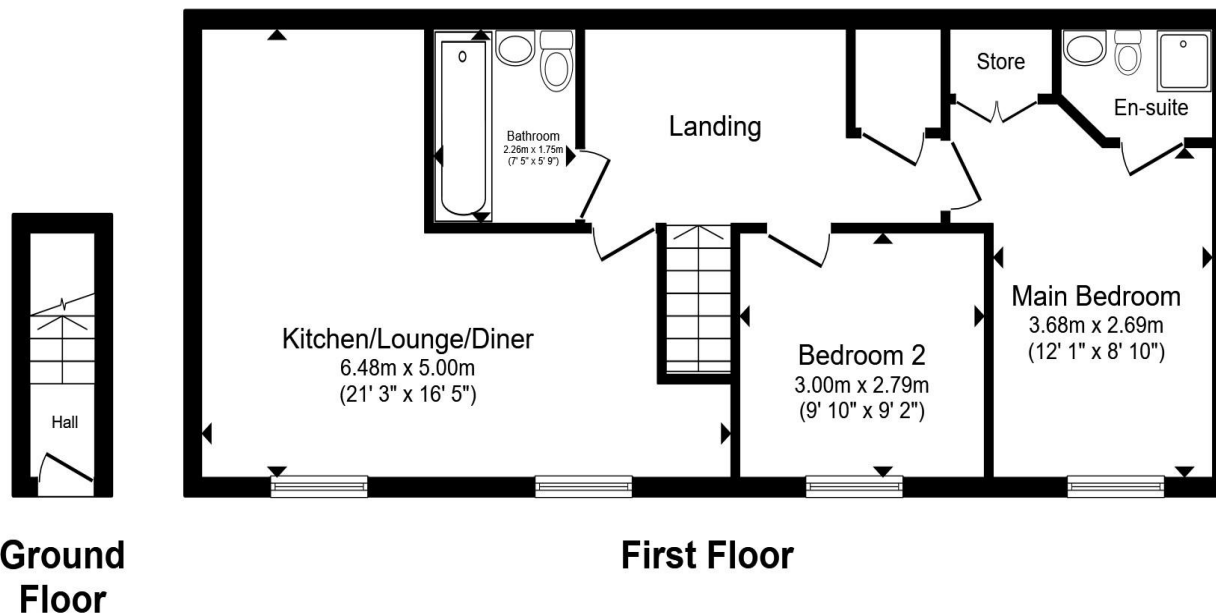 Store
En-suite
Landing
Bathroom
2.26m x 1.75m
(7' 5" x 5' 9")
Main Bedroom
3.68m x 2.69m
(12' 1" x 8' 10")
Kitchen/Lounge/Diner
6.48m x 5.00m
(21' 3" x 16' 5")
Bedroom 2
3.00m x 2.79m
(9' 10" x 9' 2")
Hall
Ground
Floor
First Floor